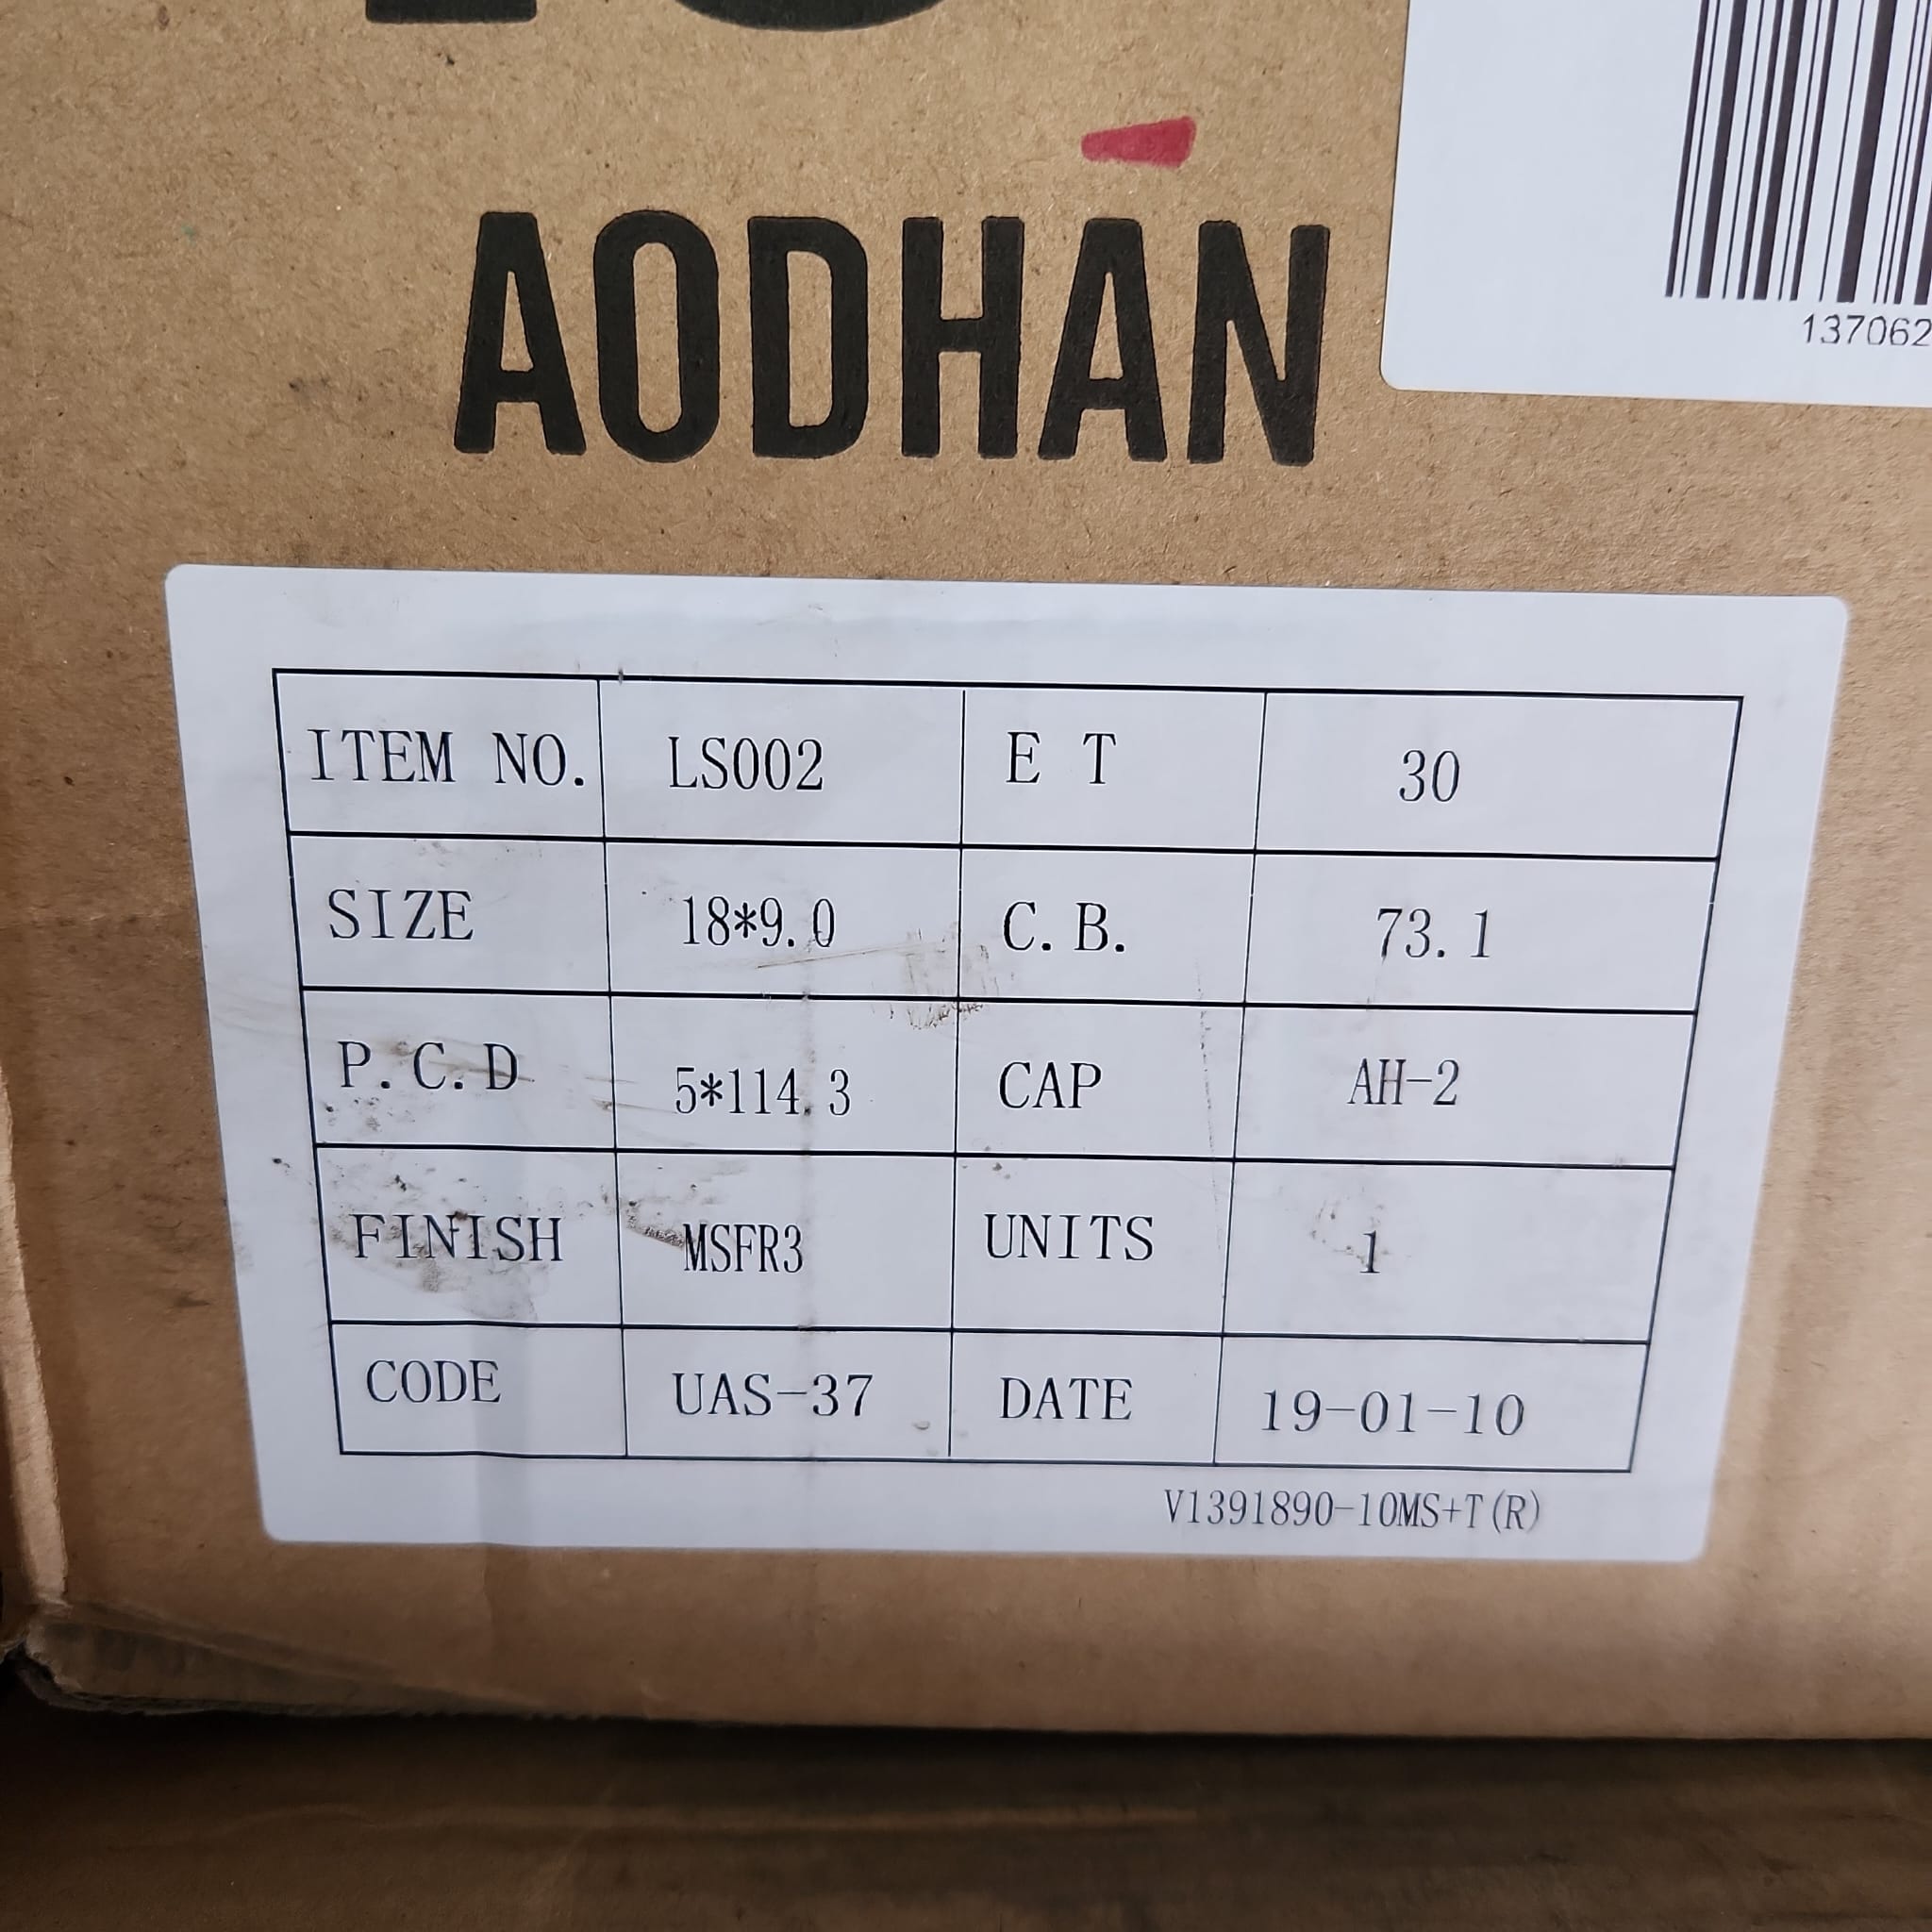 137062
AODHAN
ITEM NO. LS002 E T 30
SIZE 18*9.0 C.B. 73.1
P.C.D 5*114.3 CAP AH-2
FINISH MSFR3 UNITS 1
CODE UAS-37 DATE 19-01-10
V1391890-10MS+T(R)